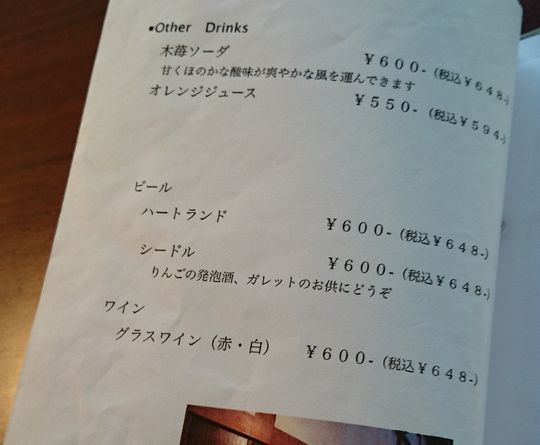 ▪Other Drinks
木苺ソーダ ￥６００-（税込￥６４８-）
甘くほのかな酸味が爽やかな風を運んできます
オレンジジュース ￥５５０-（税込￥５９４-）
ビール
ハートランド ￥６００-（税込￥６４８-）
シードル ￥６００-（税込￥６４８-）
りんごの発泡酒、ガレットのお供にどうぞ
ワイン
グラスワイン（赤・白） ￥６００-（税込￥６４８-）